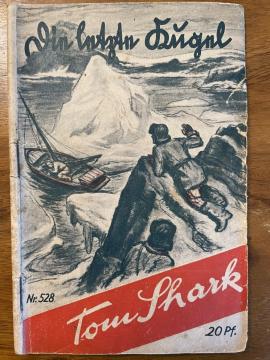 Die letzte Kugel
Nr. 528
Tom Shark
20 Pf.